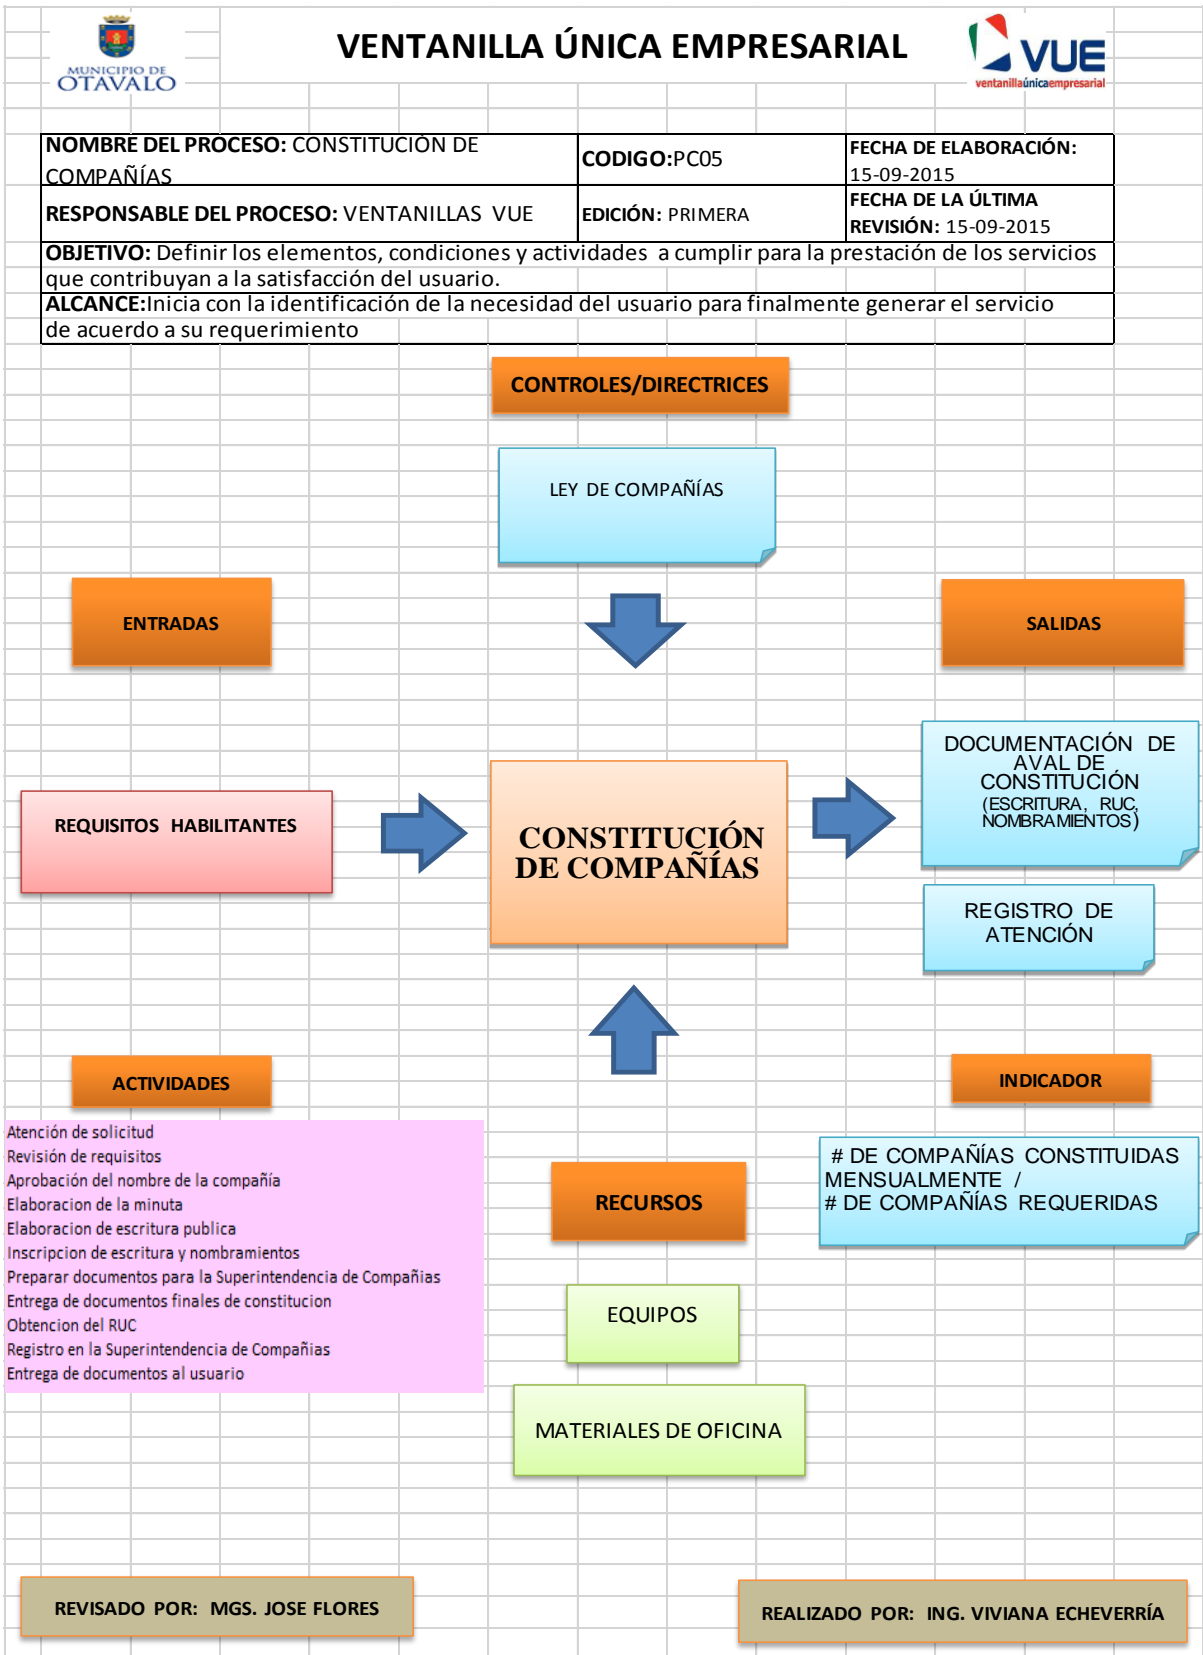 MUNICIPIO DE
OTAVALO
VENTANILLA ÚNICA EMPRESARIAL
VUE
ventanillaúnicaempresarial
NOMBRE DEL PROCESO: CONSTITUCIÓN DE
COMPAÑÍAS
CODIGO:PC05
FECHA DE ELABORACIÓN:
15-09-2015
RESPONSABLE DEL PROCESO: VENTANILLAS VUE
EDICIÓN: PRIMERA
FECHA DE LA ÚLTIMA
REVISIÓN: 15-09-2015
OBJETIVO: Definir los elementos, condiciones y actividades a cumplir para la prestación de los servicios
que contribuyan a la satisfacción del usuario.
ALCANCE:Inicia con la identificación de la necesidad del usuario para finalmente generar el servicio
de acuerdo a su requerimiento
CONTROLES/DIRECTRICES
LEY DE COMPAÑÍAS
ENTRADAS
SALIDAS
REQUISITOS HABILITANTES
CONSTITUCIÓN
DE COMPAÑÍAS
DOCUMENTACIÓN DE
AVAL DE
CONSTITUCIÓN
(ESCRITURA, RUC,
NOMBRAMIENTOS)
REGISTRO DE
ATENCIÓN
ACTIVIDADES
Atención de solicitud
Revisión de requisitos
Aprobación del nombre de la compañía
Elaboracion de la minuta
Elaboracion de escritura publica
Inscripcion de escritura y nombramientos
Preparar documentos para la Superintendencia de Compañias
Entrega de documentos finales de constitucion
Obtencion del RUC
Registro en la Superintendencia de Compañias
Entrega de documentos al usuario
RECURSOS
EQUIPOS
MATERIALES DE OFICINA
INDICADOR
# DE COMPAÑÍAS CONSTITUIDAS
MENSUALMENTE /
# DE COMPAÑÍAS REQUERIDAS
REVISADO POR: MGS. JOSE FLORES
REALIZADO POR: ING. VIVIANA ECHEVERRÍA